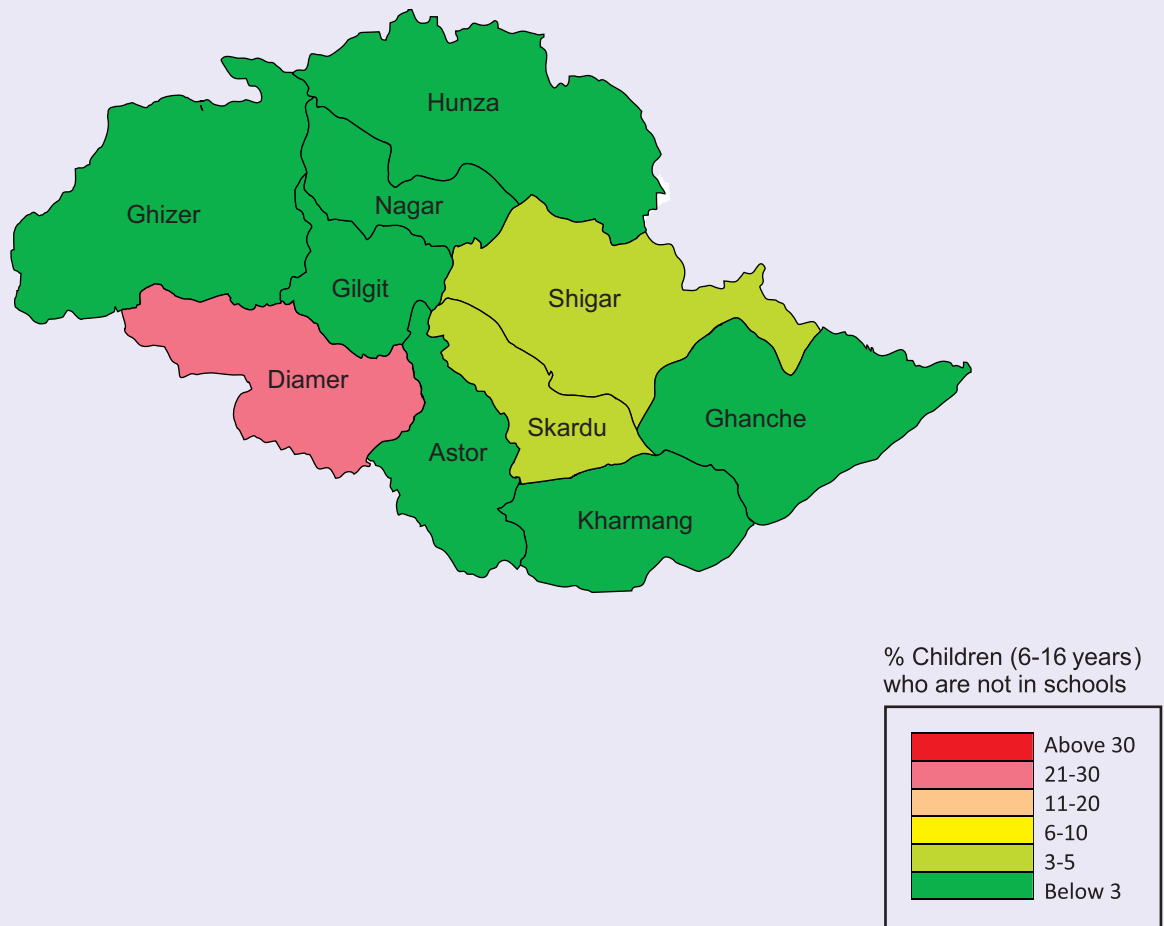 Hunza
Nagar
Ghizer
Gilgit
Shigar
Diamer
Ghanche
Skardu
Astor
Kharmang
% Children (6-16 years)
who are not in schools
Above 30
21-30
11-20
6-10
3-5
Below 3